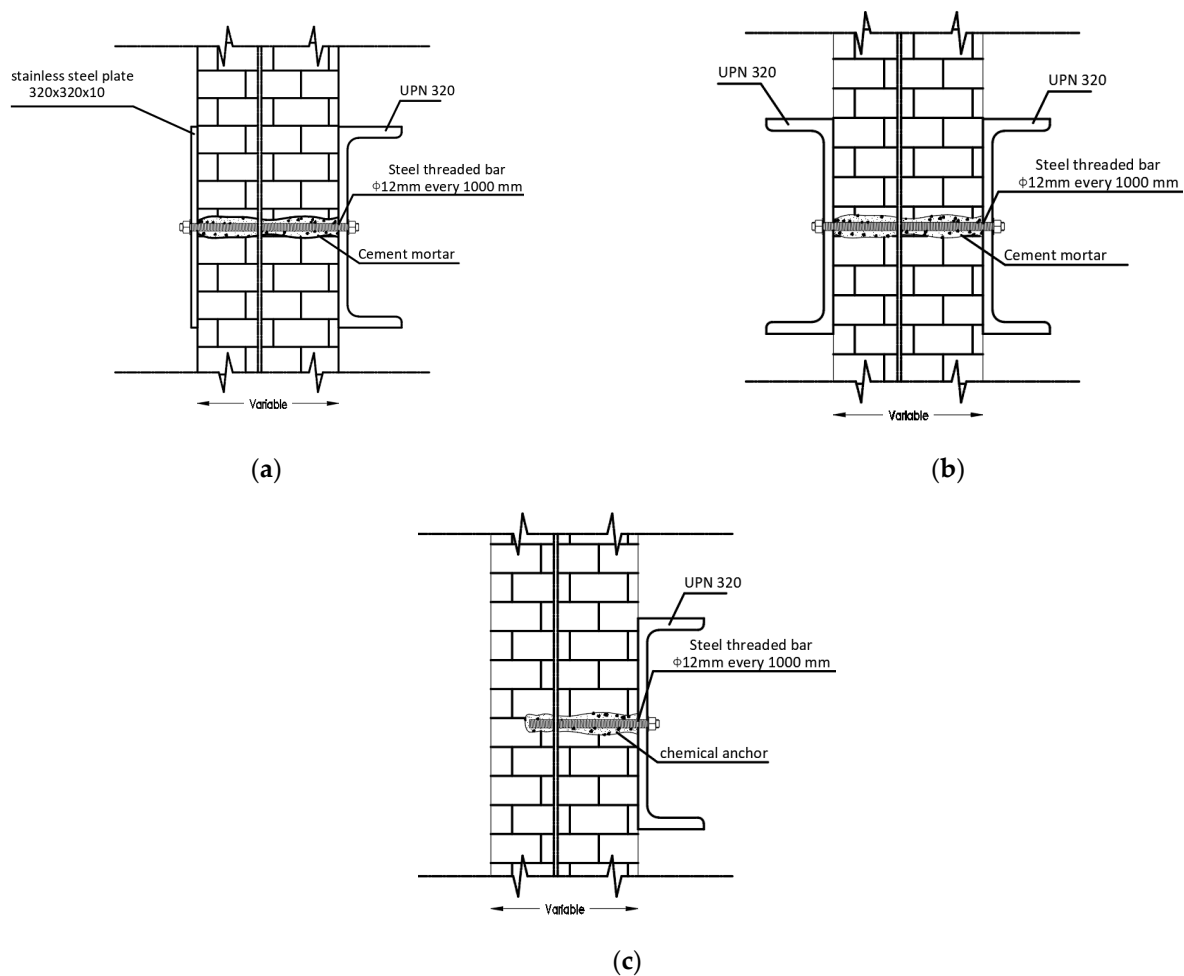 stainless steel plate
320x320x10
UPN 320
Steel threaded bar
ϕ12mm every 1000 mm
Cement mortar
Variable
(a)
UPN 320
UPN 320
Steel threaded bar
ϕ12mm every 1000 mm
Cement mortar
Variable
(b)
UPN 320
Steel threaded bar
ϕ12mm every 1000 mm
chemical anchor
Variable
(c)